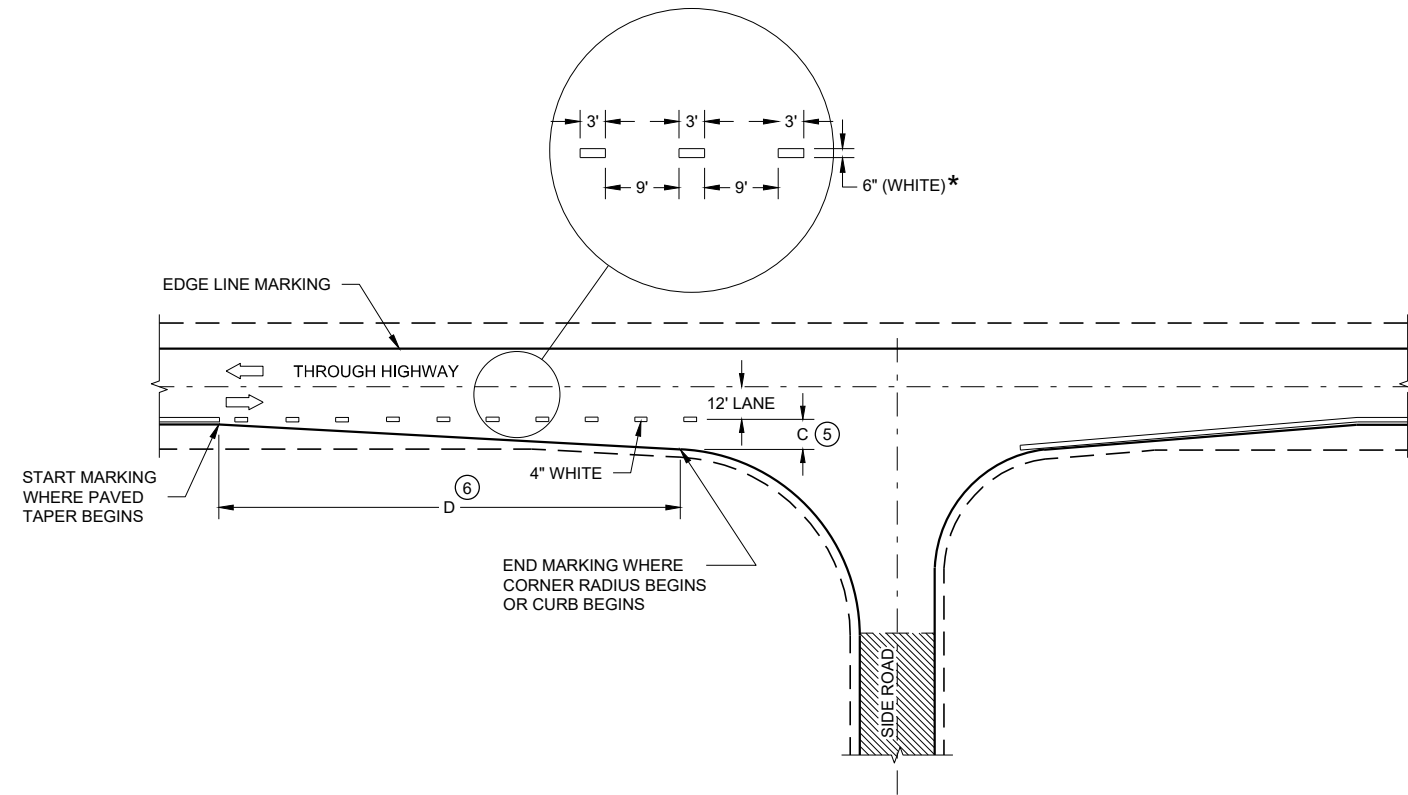 3'
3'
3'
9'
9'
6" (WHITE)*
EDGE LINE MARKING
THROUGH HIGHWAY
12' LANE
C 5
4" WHITE
START MARKING
WHERE PAVED
TAPER BEGINS
6
D
END MARKING WHERE
CORNER RADIUS BEGINS
OR CURB BEGINS
SIDE ROAD